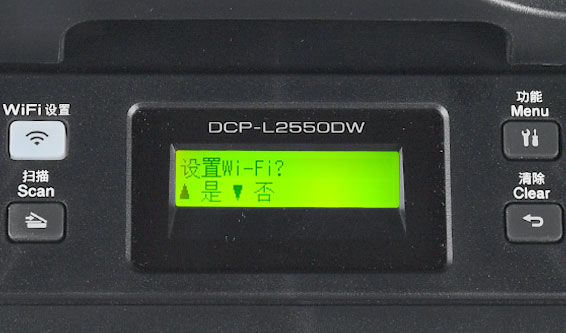 WiFi 设置
DCP-L2550DW
功能
Menu
设置Wi-Fi?
▲ 是 ▼ 否
扫描
Scan
清除
Clear